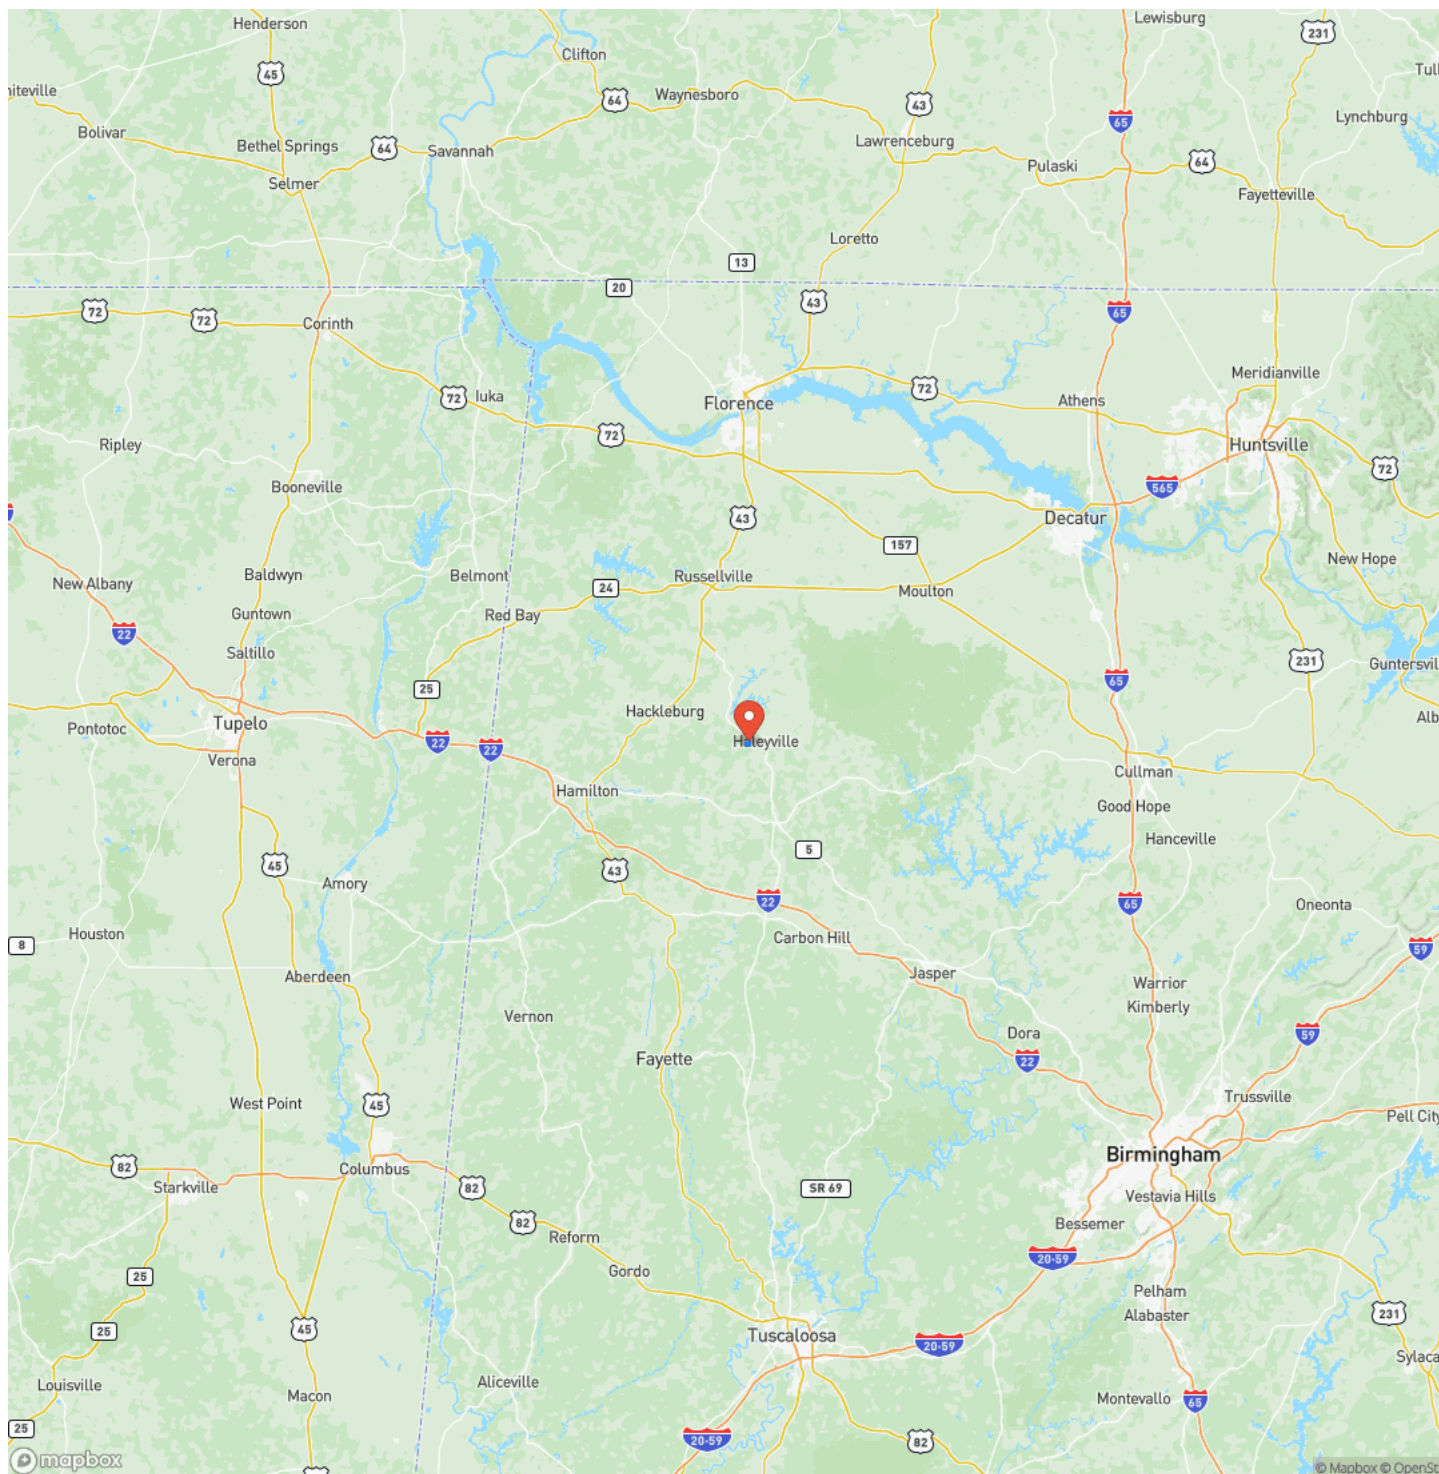 Henderson
Lewisburg
231
Clifton
45
Tul
niteville
Waynesboro
64
43
65
Lynchburg
Bolivar
Bethel Springs
64
Savannah
Lawrenceburg
Pulaski
64
Selmer
Fayetteville
Loretto
13
20
43
72
72
65
Corinth
Meridianville
72
Iuka
Florence
72
Athens
72
Ripley
Huntsville
72
Booneville
565
43
Decatur
157
New Hope
New Albany
Baldwyn
Belmont
24
Russellville
Moulton
Guntown
Red Bay
22
Saltillo
231
Guntersvil
25
65
Hackleburg
Alb
Pontotoc
Tupelo
22
22
Haleyville
Verona
Cullman
Hamilton
Good Hope
Hanceville
45
43
5
Amory
22
65
Oneonta
Houston
8
Carbon Hill
59
Aberdeen
Jasper
Warrior
Kimberly
Vernon
Dora
59
Fayette
22
West Point
45
Trussville
Pell City
Birmingham
82
Columbus
Starkville
82
SR 69
Vestavia Hills
82
Bessemer
Reform
20-59
Gordo
25
Pelham
Alabaster
231
25
45
Tuscaloosa
20-59
Sylaca
Louisville
Aliceville
Macon
Montevallo
65
25
20-59
82
mapbox
© Mapbox © OpenSt